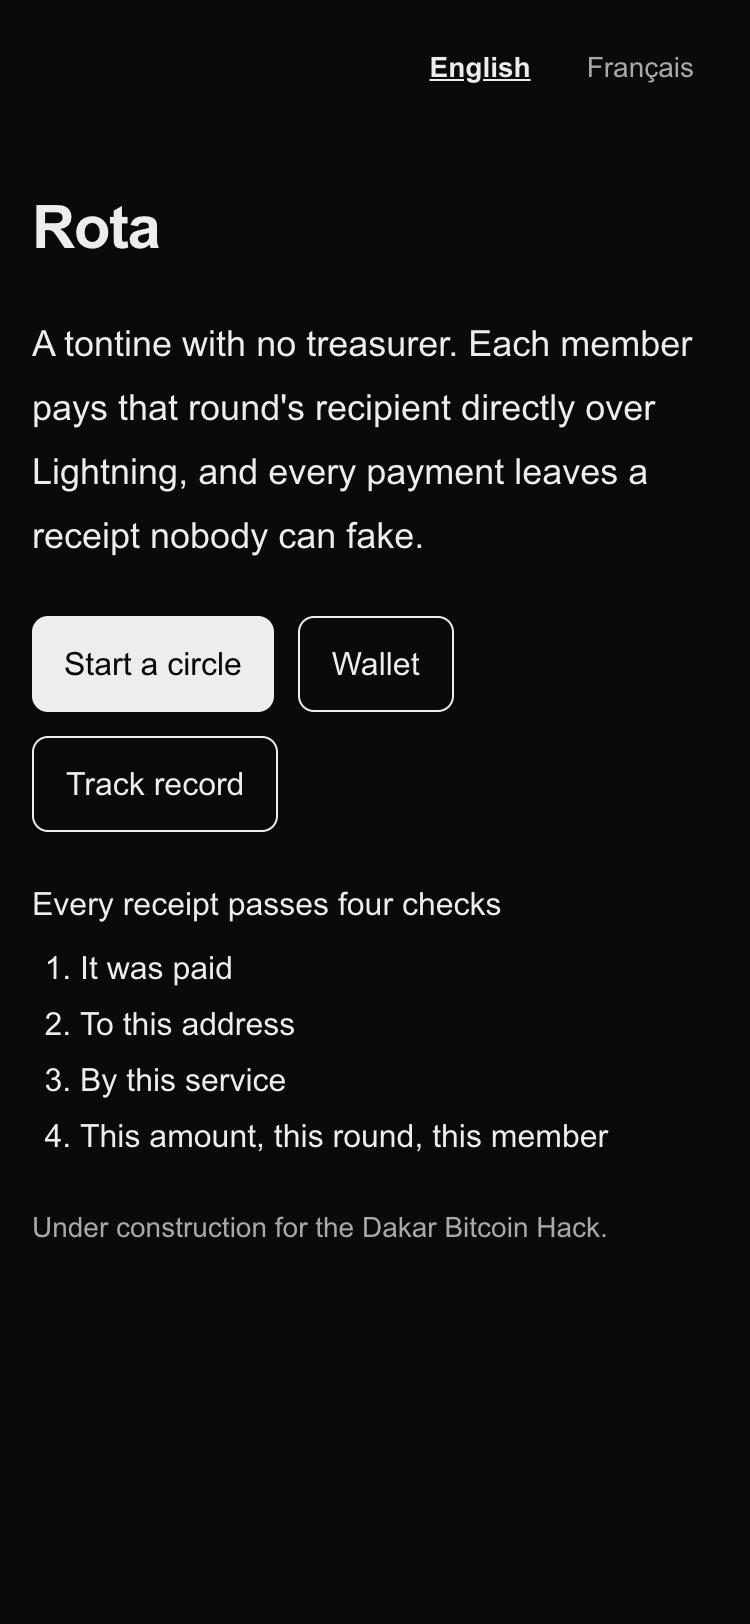 English Français
Rota
A tontine with no treasurer. Each member
pays that round's recipient directly over
Lightning, and every payment leaves a
receipt nobody can fake.
Start a circle Wallet
Track record
Every receipt passes four checks
1. It was paid
2. To this address
3. By this service
4. This amount, this round, this member
Under construction for the Dakar Bitcoin Hack.